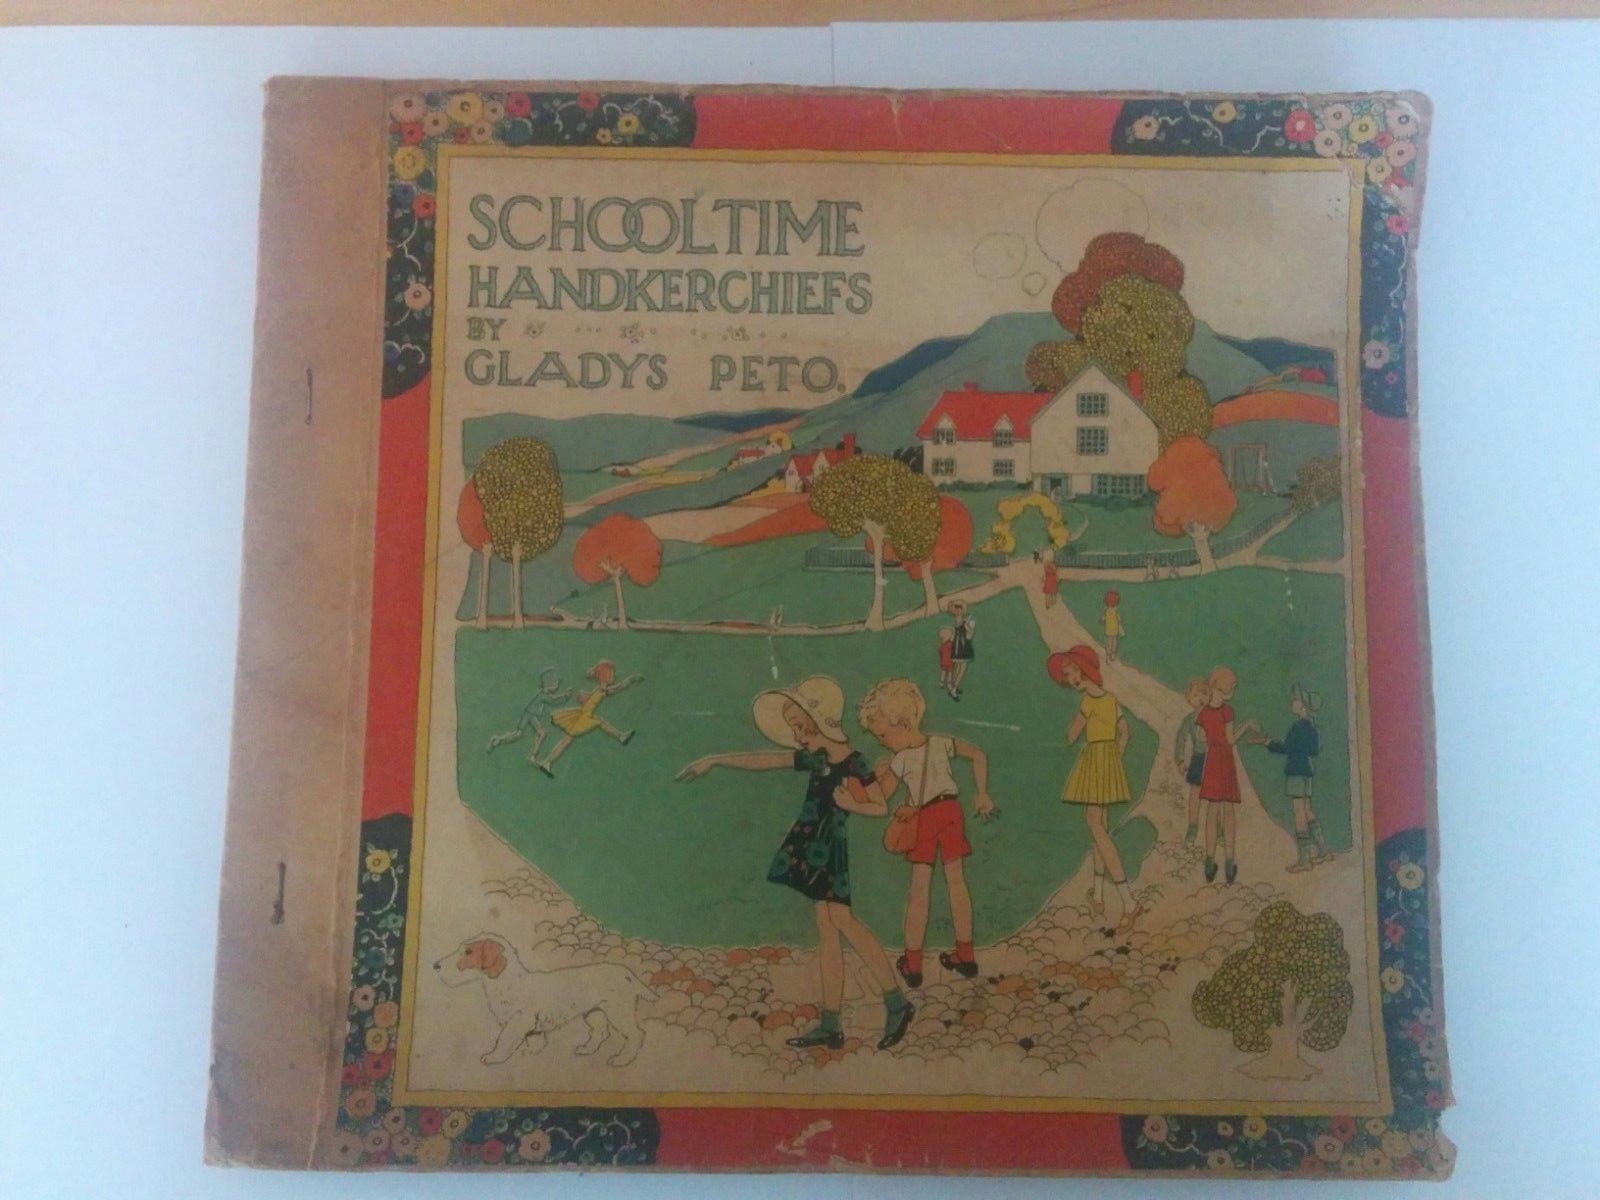 SCHOOLTIME
HANDKERCHIEFS
BY
GLADYS PETO.